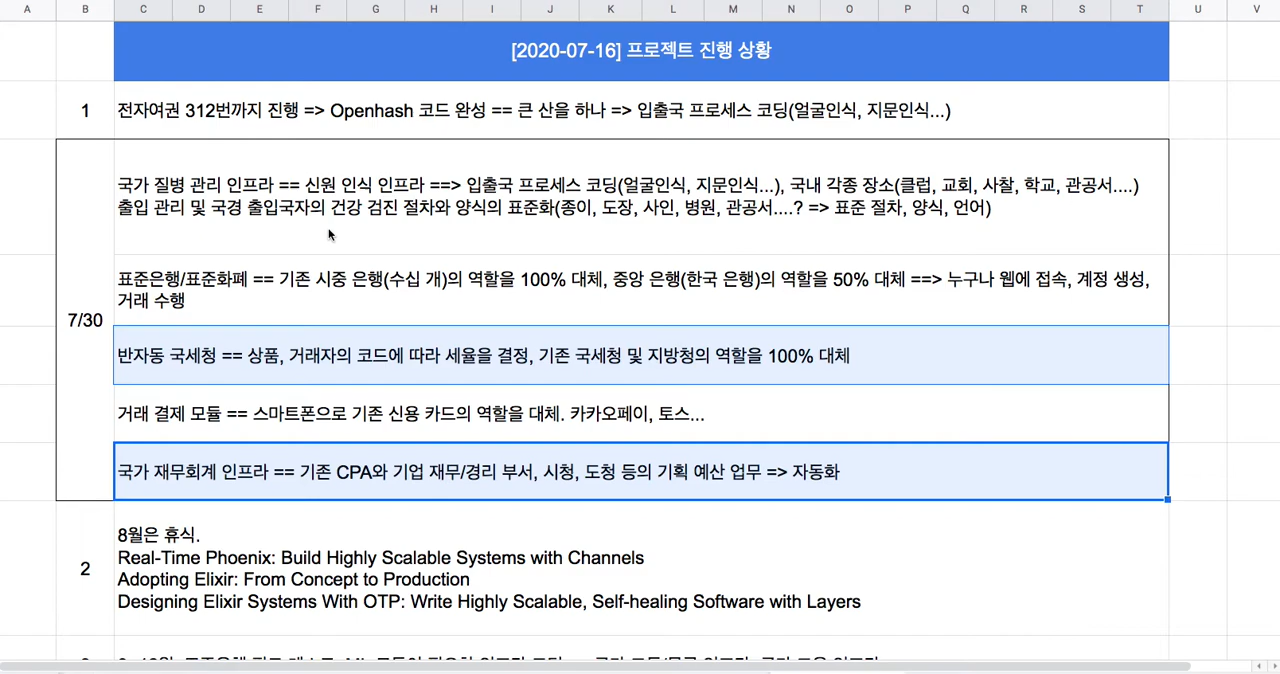 A B C D E F G H I J K L M N O P Q R S T U V
[2020-07-16] 프로젝트 진행 상황
1 전자여권 312번까지 진행 => Openhash 코드 완성 == 큰 산을 하나 => 입출국 프로세스 코딩(얼굴인식, 지문인식...)
국가 질병 관리 인프라 == 신원 인식 인프라 ==> 입출국 프로세스 코딩(얼굴인식, 지문인식...), 국내 각종 장소(클럽, 교회, 사찰, 학교, 관공서....)
출입 관리 및 국경 출입국자의 건강 검진 절차와 양식의 표준화(종이, 도장, 사인, 병원, 관공서....? => 표준 절차, 양식, 언어)
표준은행/표준화폐 == 기존 시중 은행(수십 개)의 역할을 100% 대체, 중앙 은행(한국 은행)의 역할을 50% 대체 ==> 누구나 웹에 접속, 계정 생성,
거래 수행
7/30
반자동 국세청 == 상품, 거래자의 코드에 따라 세율을 결정, 기존 국세청 및 지방청의 역할을 100% 대체
거래 결제 모듈 == 스마트폰으로 기존 신용 카드의 역할을 대체. 카카오페이, 토스...
국가 재무회계 인프라 == 기존 CPA와 기업 재무/경리 부서, 시청, 도청 등의 기획 예산 업무 => 자동화
8월은 휴식.
Real-Time Phoenix: Build Highly Scalable Systems with Channels
2
Adopting Elixir: From Concept to Production
Designing Elixir Systems With OTP: Write Highly Scalable, Self-healing Software with Layers